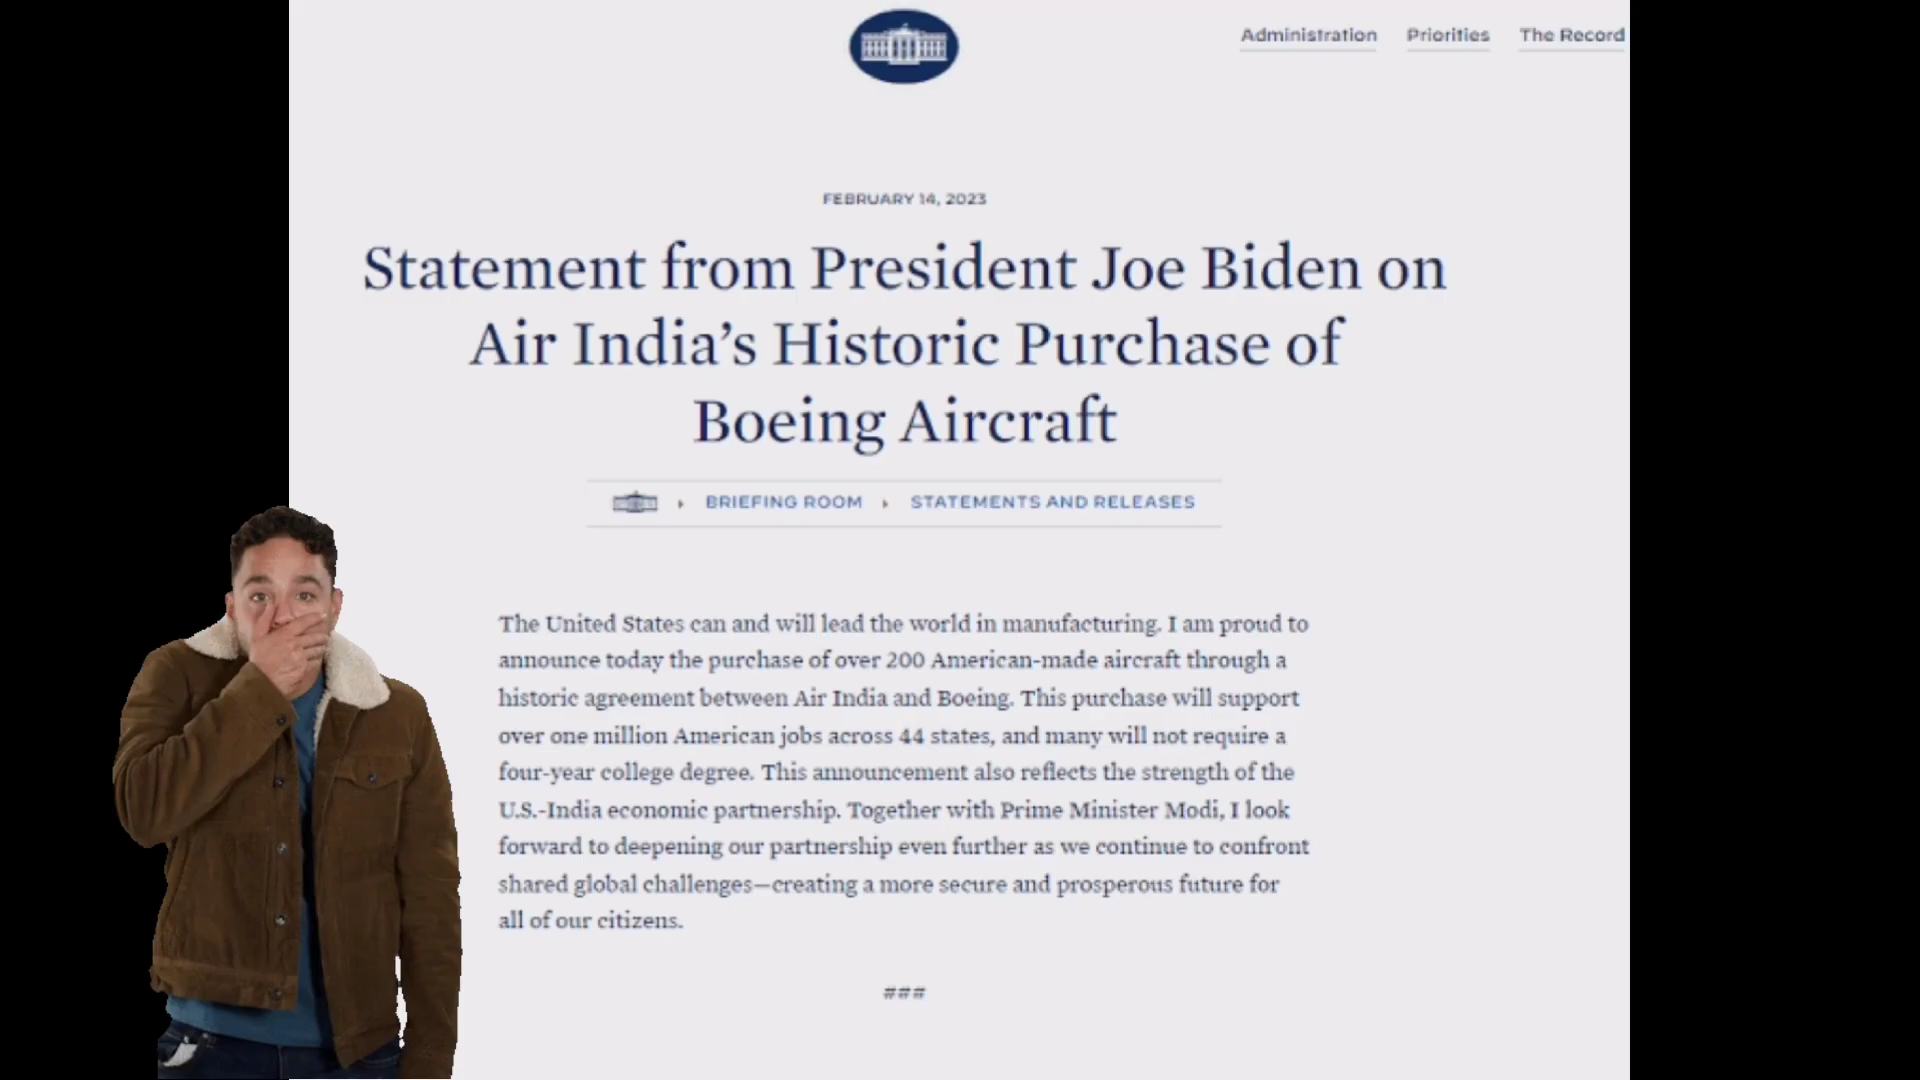 Administration Priorities The Record
FEBRUARY 14, 2023
Statement from President Joe Biden on
Air India’s Historic Purchase of
Boeing Aircraft
BRIEFING ROOM STATEMENTS AND RELEASES
The United States can and will lead the world in manufacturing. I am proud to
announce today the purchase of over 200 American-made aircraft through a
historic agreement between Air India and Boeing. This purchase will support
over one million American jobs across 44 states, and many will not require a
four-year college degree. This announcement also reflects the strength of the
U.S.-India economic partnership. Together with Prime Minister Modi, I look
forward to deepening our partnership even further as we continue to confront
shared global challenges—creating a more secure and prosperous future for
all of our citizens.
###